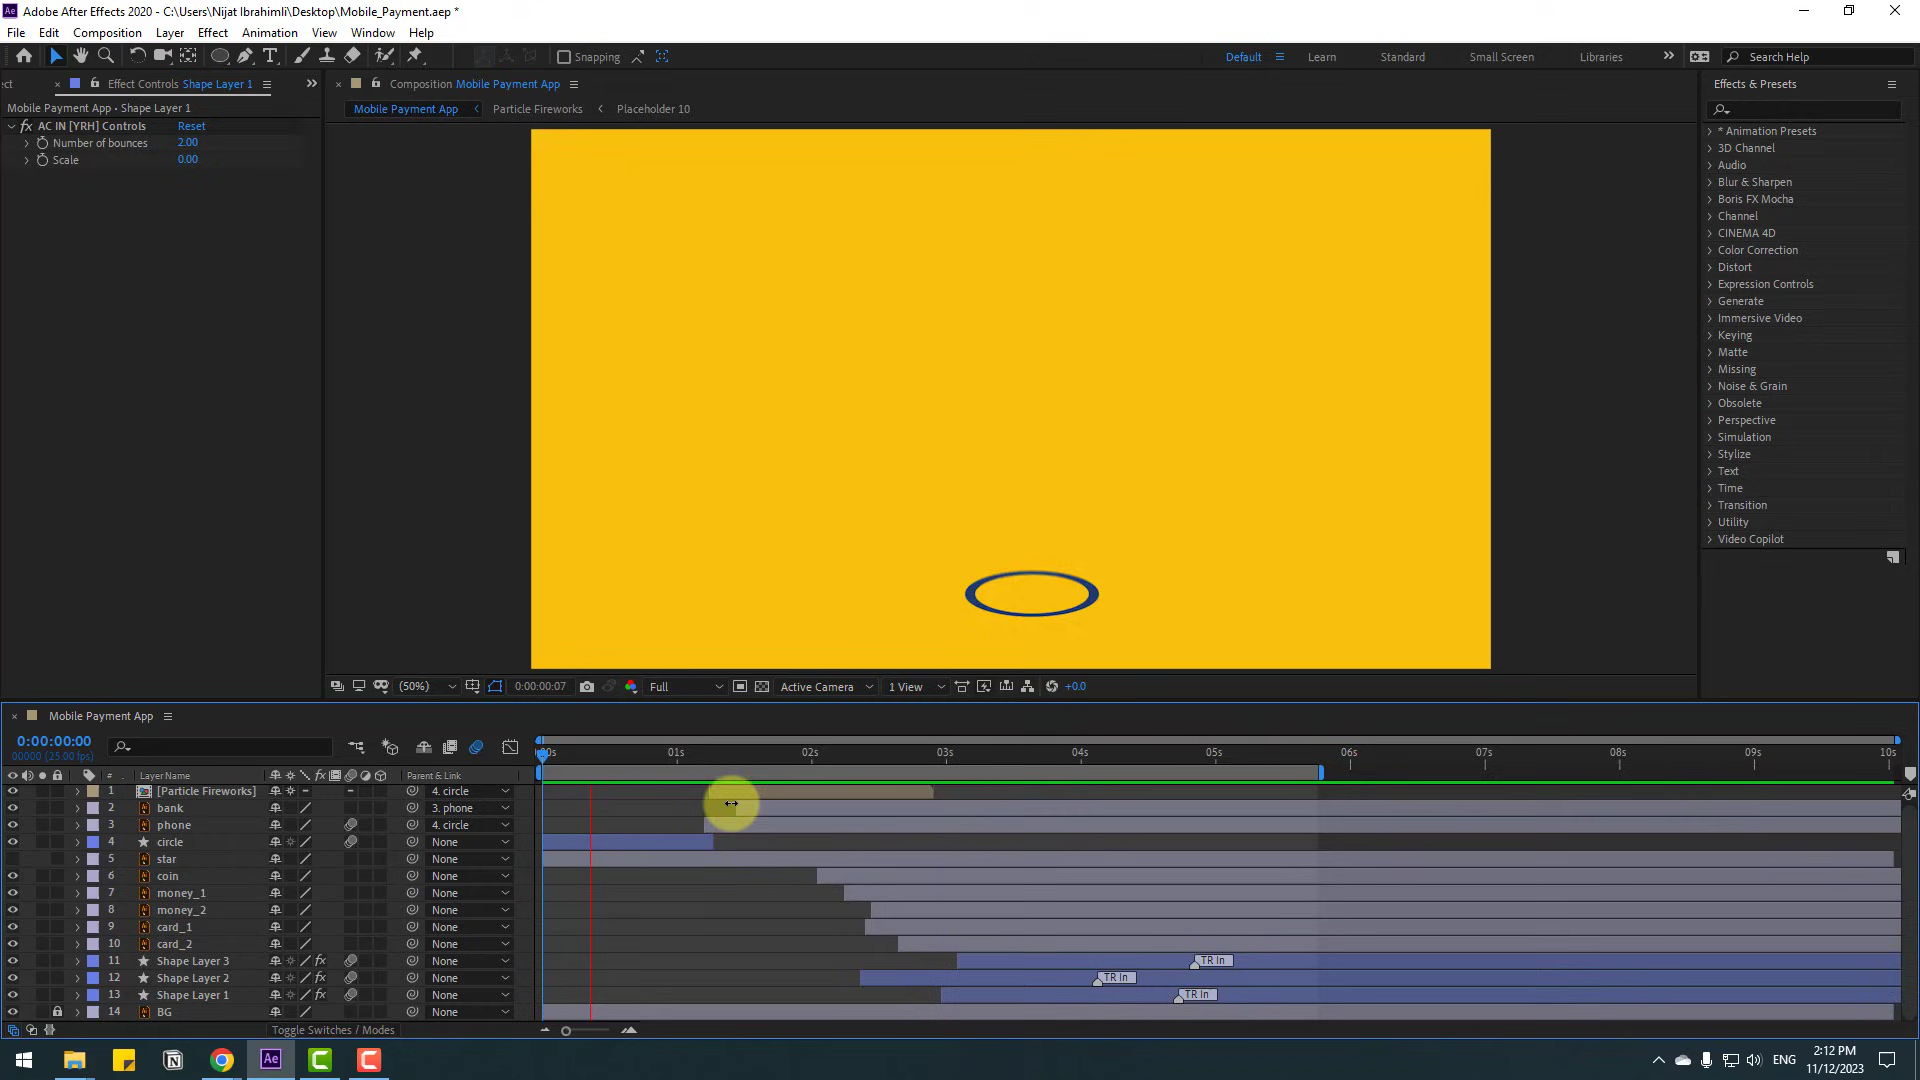 Adobe After Effects 2020 - C:\Users\Nijat Ibrahimli\Desktop\Mobile_Payment.aep *
File Edit Composition Layer Effect Animation View Window Help
Snapping
Default Learn Standard Small Screen Libraries Search Help
ct Effect Controls Shape Layer 1
Mobile Payment App • Shape Layer 1
fx AC IN [YRH] Controls Reset
Number of bounces 2.00
Scale 0.00
Composition Mobile Payment App
Mobile Payment App Particle Fireworks Placeholder 10
Effects & Presets
* Animation Presets
3D Channel
Audio
Blur & Sharpen
Boris FX Mocha
Channel
CINEMA 4D
Color Correction
Distort
Expression Controls
Generate
Immersive Video
Keying
Matte
Missing
Noise & Grain
Obsolete
Perspective
Simulation
Stylize
Text
Time
Transition
Utility
Video Copilot
(50%) 0:00:00:07 Full Active Camera 1 View +0.0
Mobile Payment App
0:00:00:00
00000 (25.00 fps)
00s 01s 02s 03s 04s 05s 06s 07s 08s 09s 10s
# Layer Name fx Parent & Link
1 [Particle Fireworks] 4. circle
2 bank 3. phone
3 phone 4. circle
4 circle None
5 star None
6 coin None
7 money_1 None
8 money_2 None
9 card_1 None
10 card_2 None
11 Shape Layer 3 fx None TR In
12 Shape Layer 2 fx None TR In
13 Shape Layer 1 fx None TR In
14 BG None
Toggle Switches / Modes
Ae ENG 2:12 PM
11/12/2023